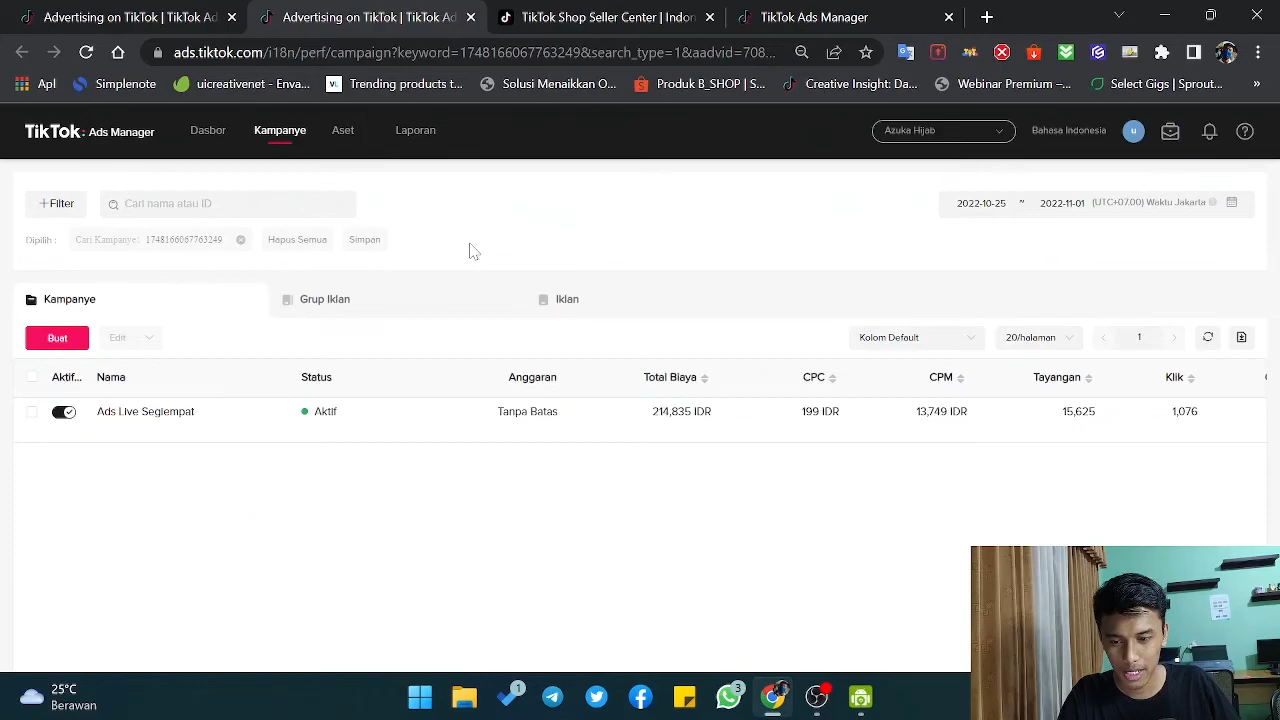 Advertising on TikTok | TikTok Ad
Advertising on TikTok | TikTok Ad
TikTok Shop Seller Center | Indon
TikTok Ads Manager
ads.tiktok.com/i18n/perf/campaign?keyword=1748166067763249&search_type=1&aadvid=708...
Apl
Simplenote
uicreativenet - Enva...
Trending products t...
Solusi Menaikkan O...
Produk B_SHOP | S...
Creative Insight: Da...
Webinar Premium –...
Select Gigs | Sprout...
»
TikTok: Ads Manager
Dasbor
Kampanye
Aset
Laporan
Azuka Hijab
Bahasa Indonesia
u
+Filter
Cari nama atau ID
2022-10-25 ~ 2022-11-01 (UTC+07.00) Waktu Jakarta
Dipilih :
Cari Kampanye: 1748166067763249
Hapus Semua
Simpan
Kampanye
Grup Iklan
Iklan
Buat
Edit
Kolom Default
20/halaman
1
Aktif...
Nama
Status
Anggaran
Total Biaya
CPC
CPM
Tayangan
Klik
Ads Live Segiempat
Aktif
Tanpa Batas
214,835 IDR
199 IDR
13,749 IDR
15,625
1,076
25°C
Berawan
1
3